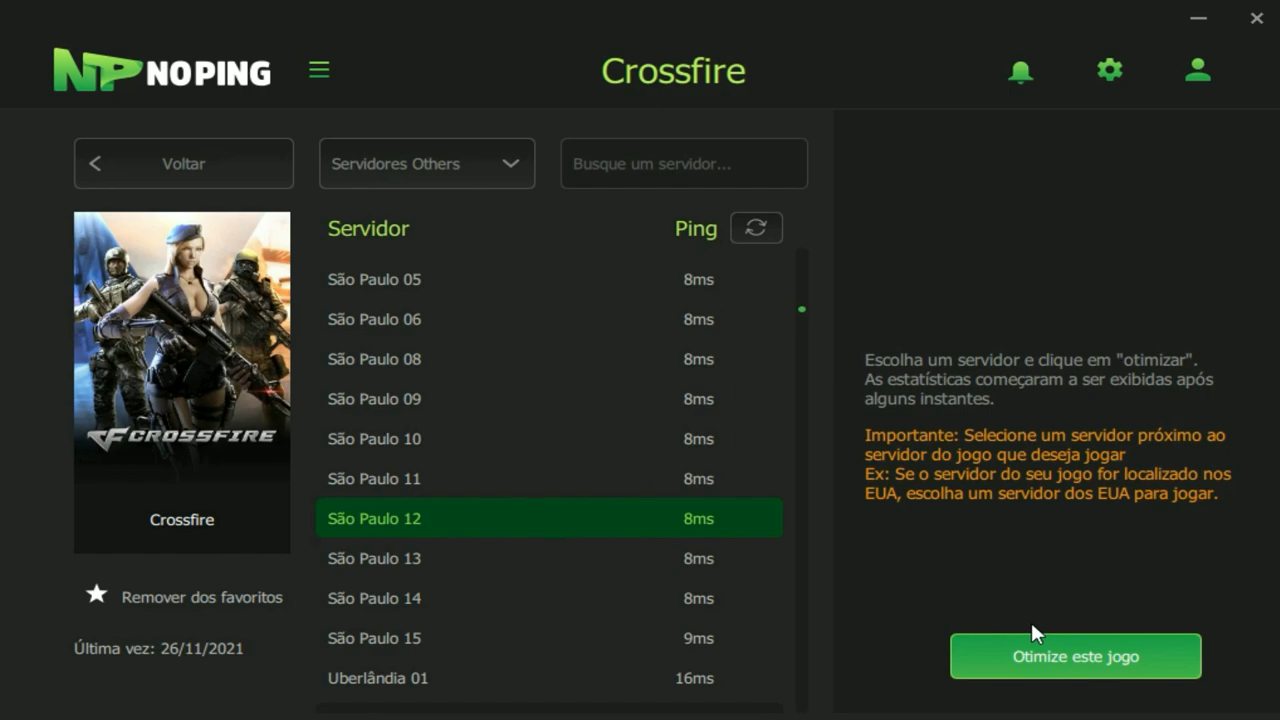 NP NOPING
Crossfire
Voltar
Servidores Others
Busque um servidor...
Servidor Ping
São Paulo 05 8ms
São Paulo 06 8ms
São Paulo 08 8ms
São Paulo 09 8ms
São Paulo 10 8ms
São Paulo 11 8ms
São Paulo 12 8ms
São Paulo 13 8ms
São Paulo 14 8ms
São Paulo 15 9ms
Uberlândia 01 16ms
CF CROSSFIRE
Crossfire
Remover dos favoritos
Última vez: 26/11/2021
Escolha um servidor e clique em "otimizar".
As estatísticas começaram a ser exibidas após
alguns instantes.
Importante: Selecione um servidor próximo ao
servidor do jogo que deseja jogar
Ex: Se o servidor do seu jogo for localizado nos
EUA, escolha um servidor dos EUA para jogar.
Otimize este jogo